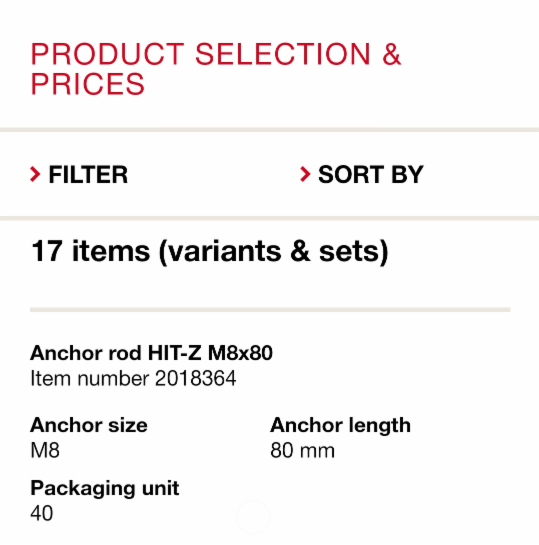 PRODUCT SELECTION &
PRICES
FILTER
SORT BY
17 items (variants & sets)
Anchor rod HIT-Z M8x80
Item number 2018364
Anchor size
M8
Anchor length
80 mm
Packaging unit
40